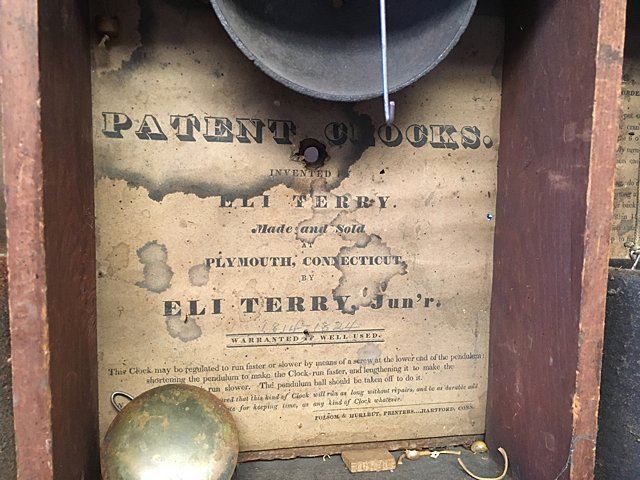 PATENT CLOCKS.
INVENTED BY
ELI TERRY.
Made and Sold
AT
PLYMOUTH, CONNECTICUT,
BY
ELI TERRY, Jun'r.
1814-1824
WARRANTED IF WELL USED.
This Clock may be regulated to run faster or slower by means of a screw at the lower end of the pendulum:
shortening the pendulum to make the Clock run faster, and lengthening it to make the
run slower. The pendulum ball should be taken off to do it.
that this kind of Clock will run as long without repairs, and be as durable
for keeping time, as any kind of Clock whatever.
FOLSOM & HURLBUT, PRINTERS...HARTFORD, CONN.